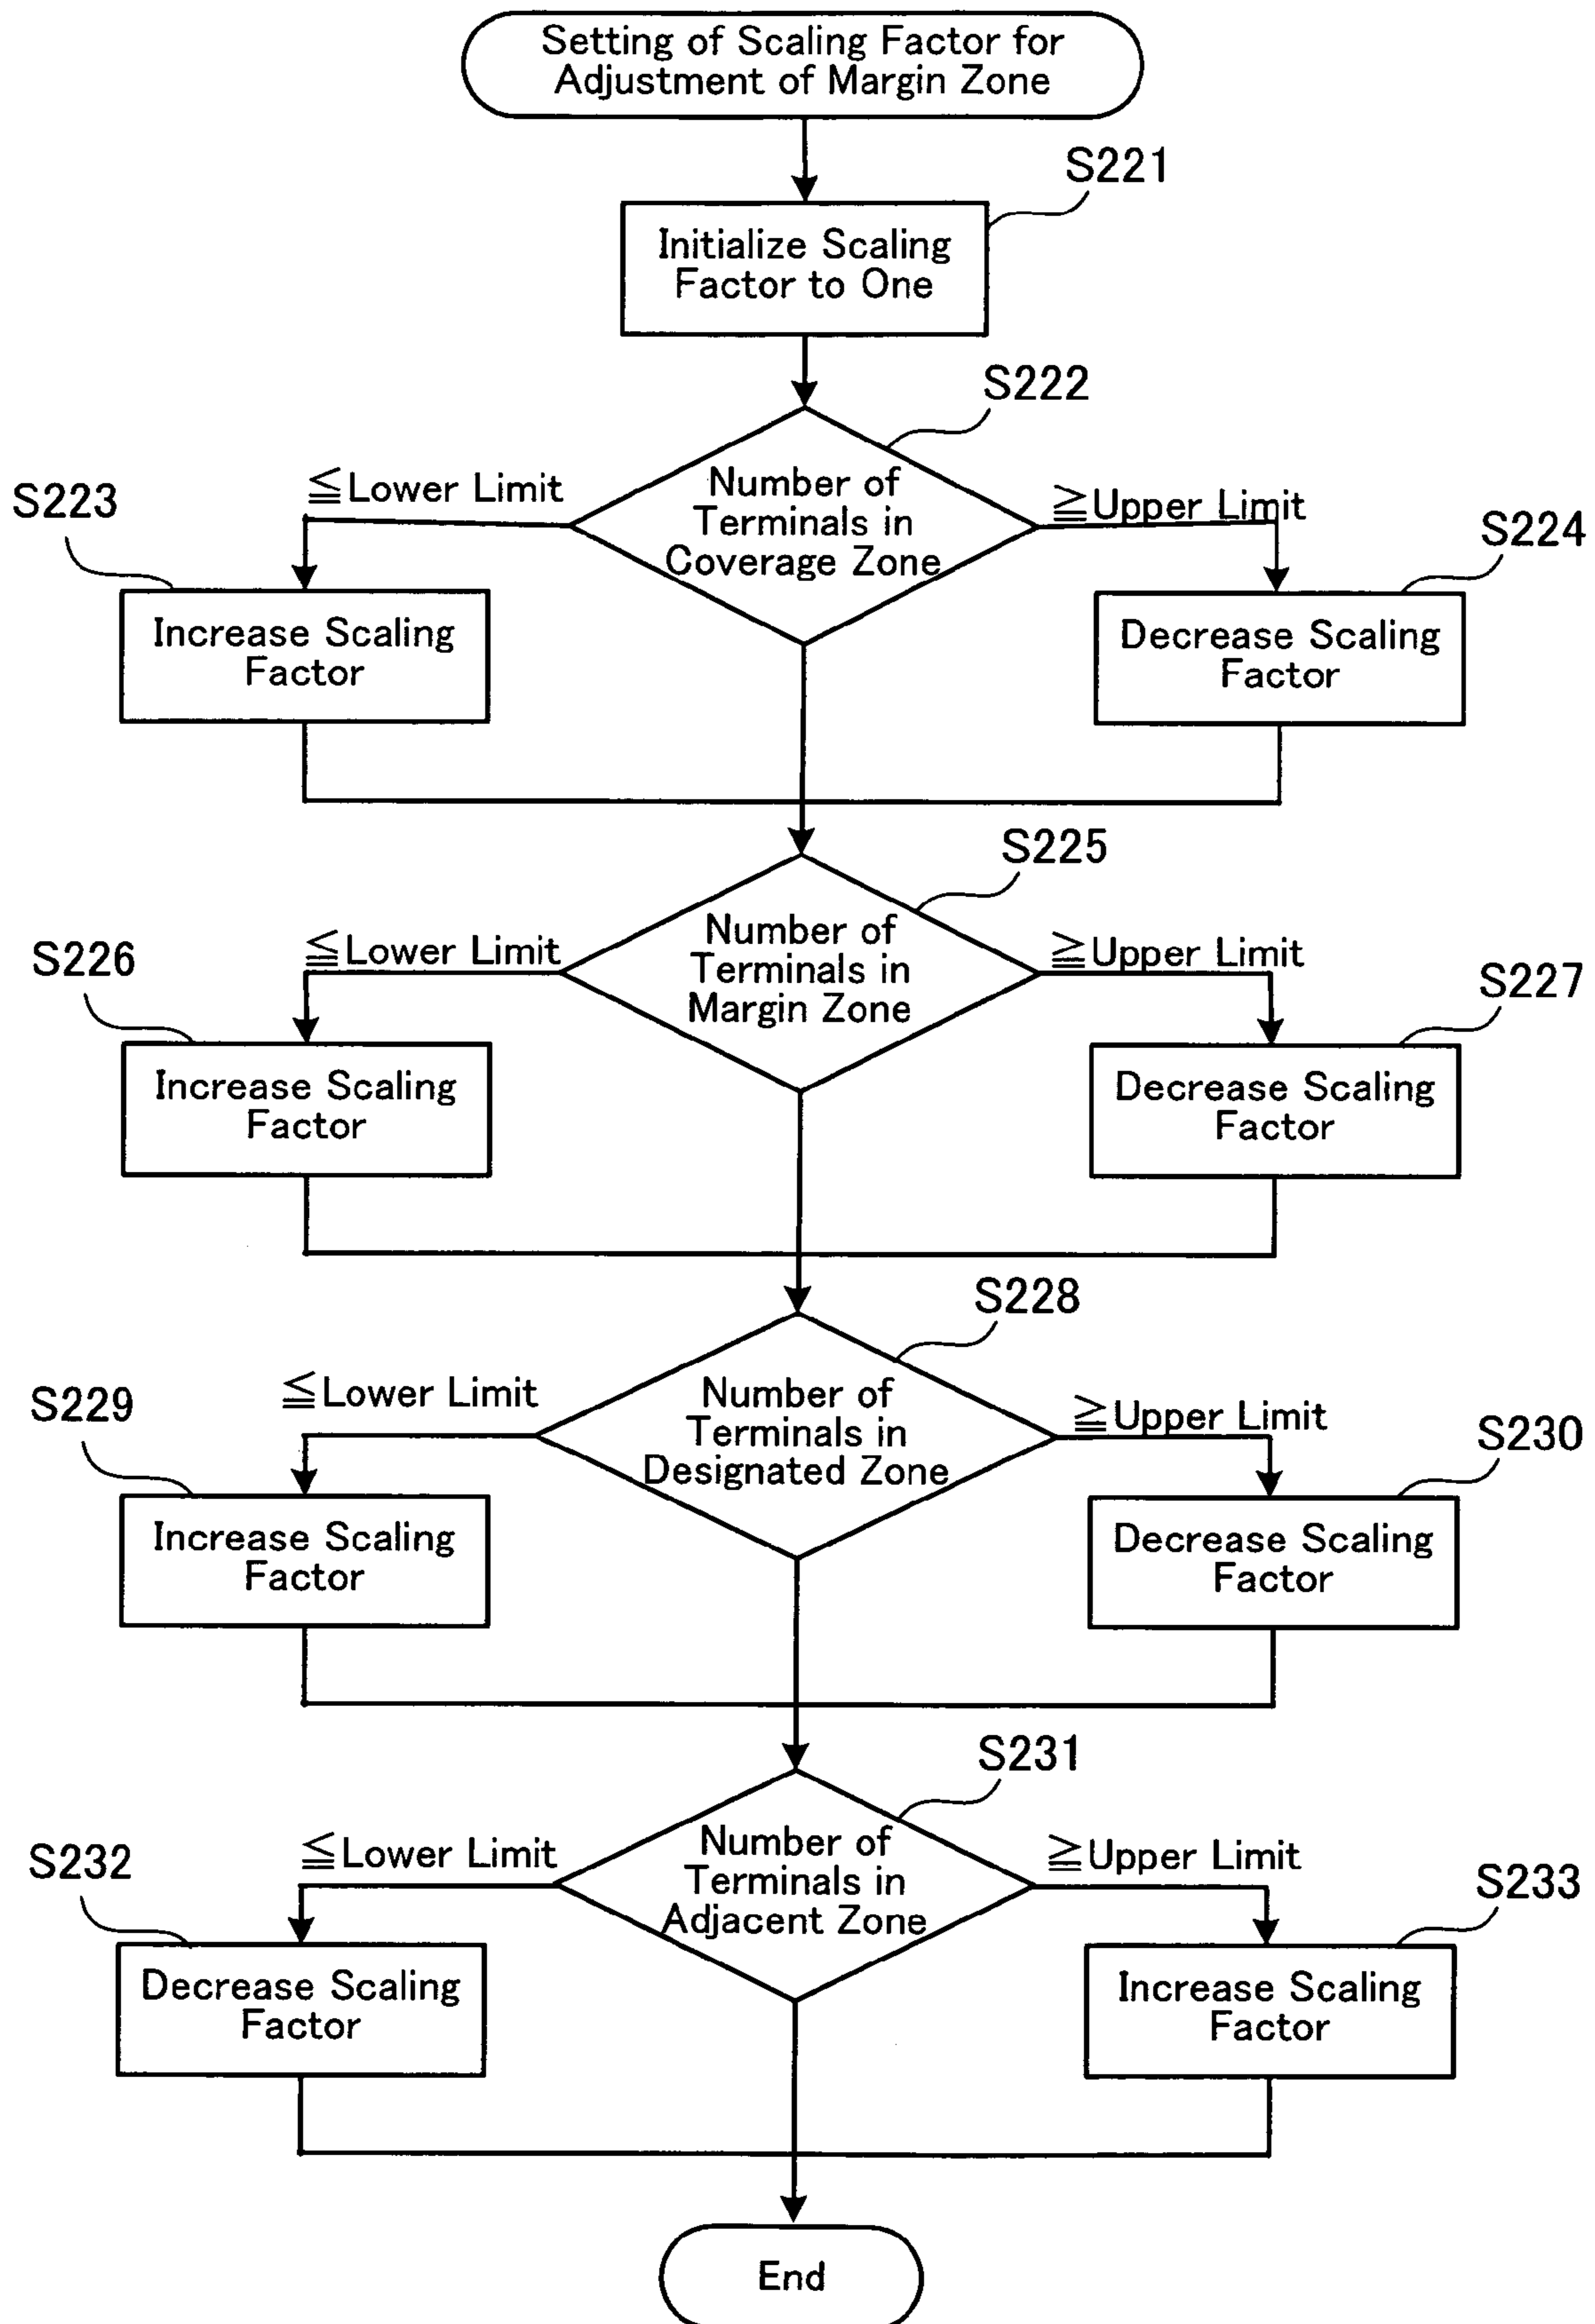 Setting of Scaling Factor for
Adjustment of Margin Zone
S221
Initialize Scaling
Factor to One
S222
Number of
Terminals in
Coverage Zone
≦Lower Limit
≧Upper Limit
S223
Increase Scaling
Factor
S224
Decrease Scaling
Factor
S225
Number of
Terminals in
Margin Zone
≦Lower Limit
≧Upper Limit
S226
Increase Scaling
Factor
S227
Decrease Scaling
Factor
S228
Number of
Terminals in
Designated Zone
≦Lower Limit
≧Upper Limit
S229
Increase Scaling
Factor
S230
Decrease Scaling
Factor
S231
Number of
Terminals in
Adjacent Zone
≦Lower Limit
≧Upper Limit
S232
Decrease Scaling
Factor
S233
Increase Scaling
Factor
End